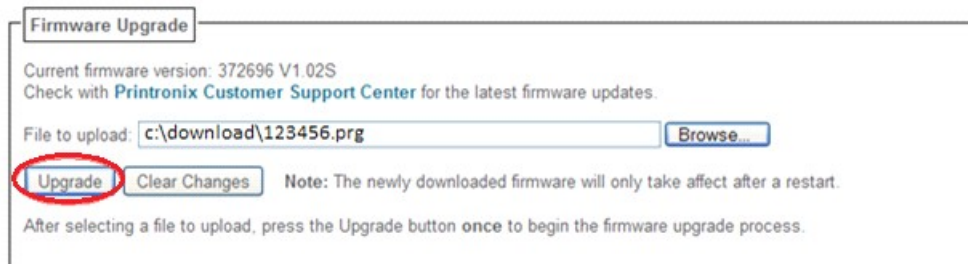 Firmware Upgrade
Current firmware version: 372696 V1.02S
Check with Printronix Customer Support Center for the latest firmware updates.
File to upload: c:\download\123456.prg Browse...
Upgrade Clear Changes Note: The newly downloaded firmware will only take affect after a restart.
After selecting a file to upload, press the Upgrade button once to begin the firmware upgrade process.